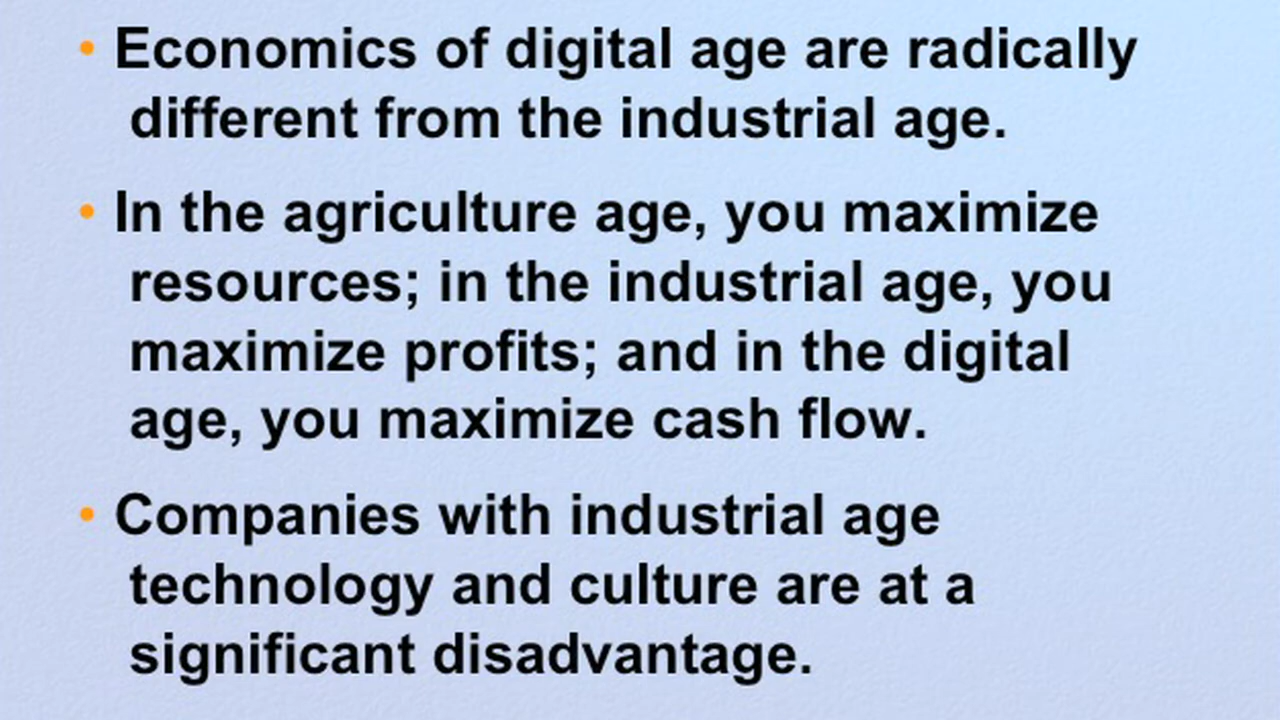 • Economics of digital age are radically
different from the industrial age.
• In the agriculture age, you maximize
resources; in the industrial age, you
maximize profits; and in the digital
age, you maximize cash flow.
• Companies with industrial age
technology and culture are at a
significant disadvantage.